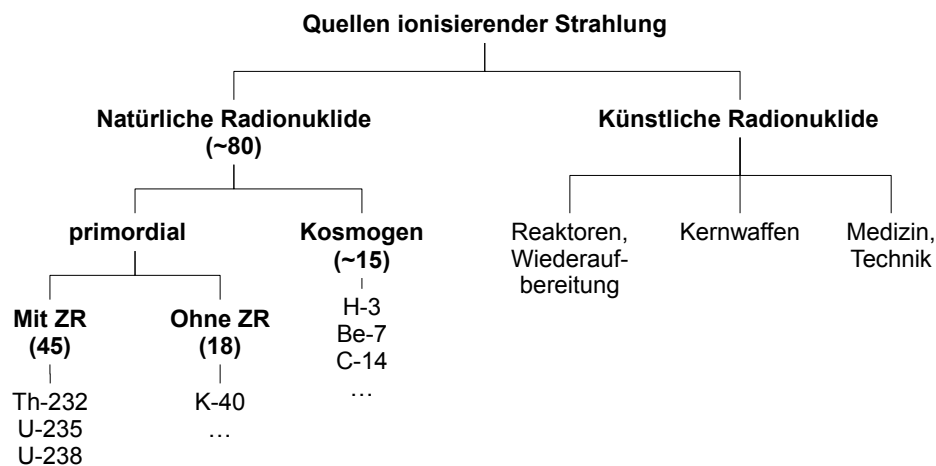 Quellen ionisierender Strahlung
Natürliche Radionuklide
(~80)
Künstliche Radionuklide
primordial
Kosmogen
(~15)
Reaktoren,
Wiederauf-
bereitung
Kernwaffen
Medizin,
Technik
Mit ZR
(45)
Ohne ZR
(18)
H-3
Be-7
C-14
…
Th-232
U-235
U-238
K-40
…